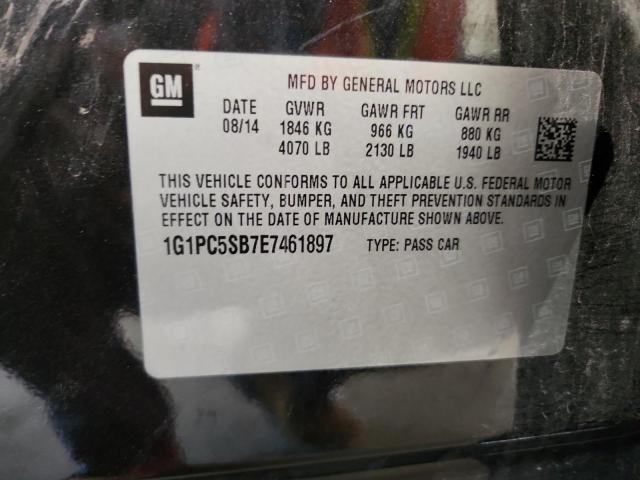 GM
MFD BY GENERAL MOTORS LLC
DATE GVWR GAWR FRT GAWR RR
08/14 1846 KG 966 KG 880 KG
4070 LB 2130 LB 1940 LB
THIS VEHICLE CONFORMS TO ALL APPLICABLE U.S. FEDERAL MOTOR
VEHICLE SAFETY, BUMPER, AND THEFT PREVENTION STANDARDS IN
EFFECT ON THE DATE OF MANUFACTURE SHOWN ABOVE.
1G1PC5SB7E7461897 TYPE: PASS CAR